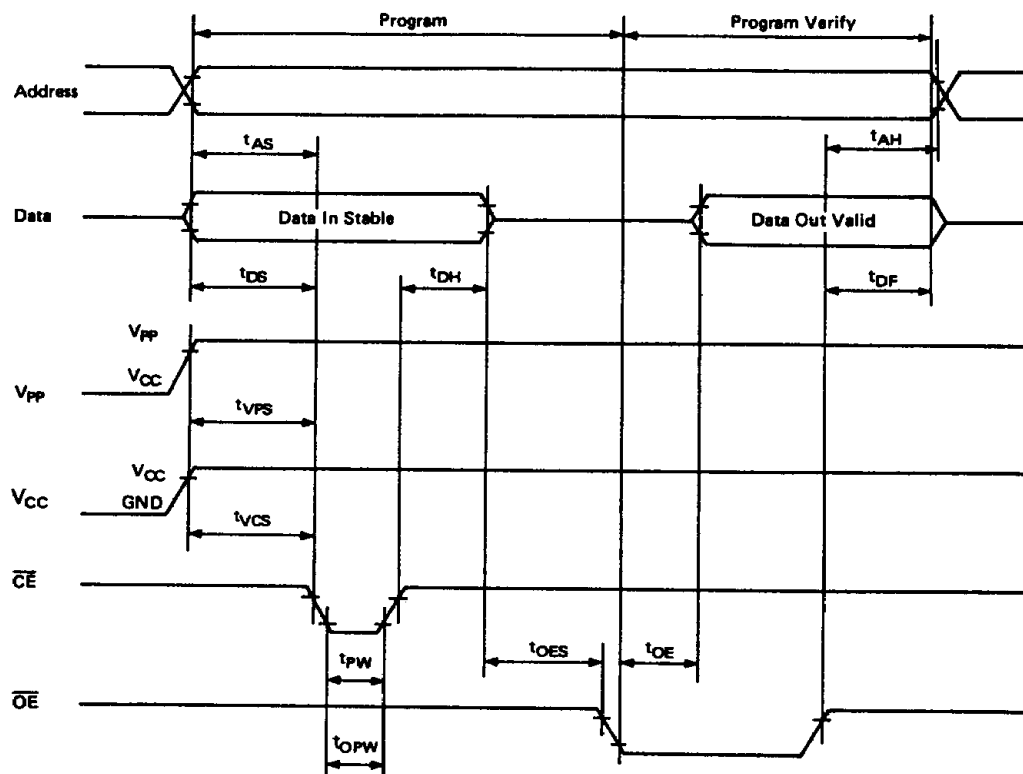 Program
Program Verify
Address
tAS
tAH
Data
Data In Stable
Data Out Valid
tDS
tDH
tDF
VPP
VCC
VPP
tVPS
VCC
VCC
GND
tVCS
CE
tOES
tOE
tPW
OE
tOPW